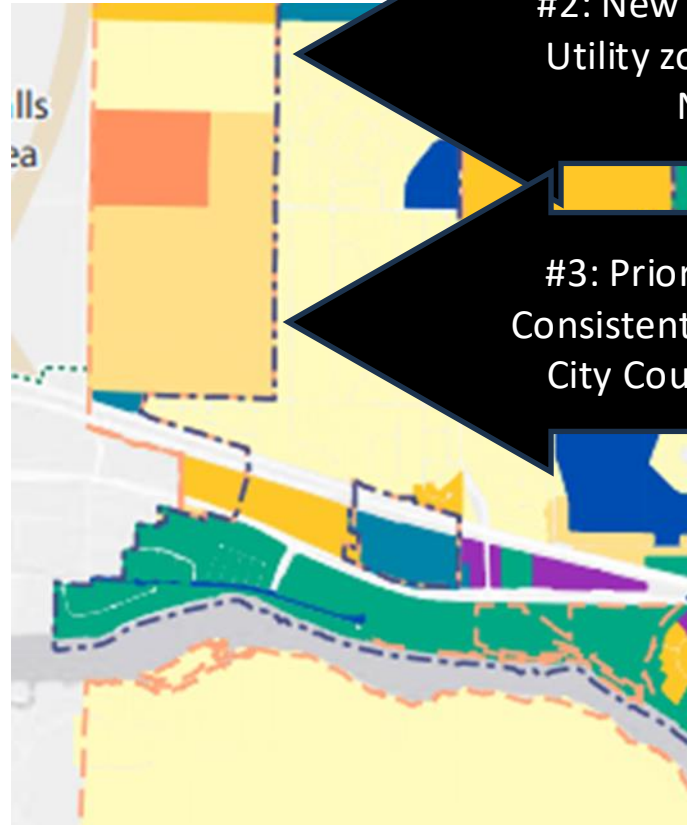 #2: New
Utility zo
N
lls
ea
#3: Prior
Consistent
City Cou